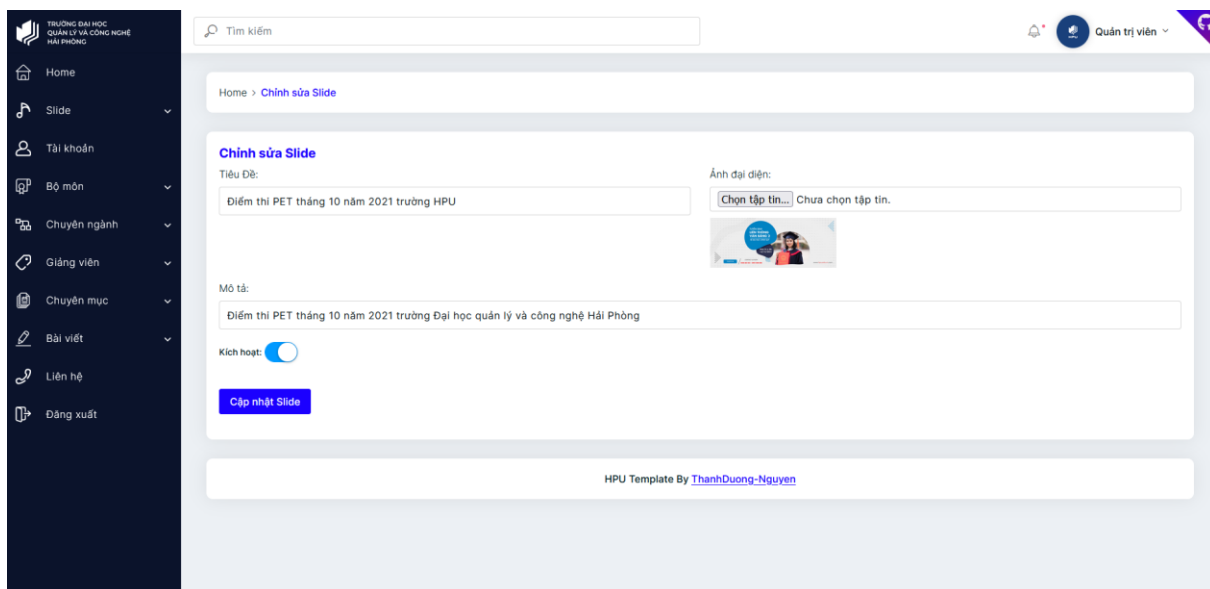 TRƯỜNG ĐẠI HỌC
QUẢN LÝ VÀ CÔNG NGHỆ
HẢI PHÒNG
Tìm kiếm
Quản trị viên
Home
Slide
Tài khoản
Bộ môn
Chuyên ngành
Giảng viên
Chuyên mục
Bài viết
Liên hệ
Đăng xuất
Home > Chỉnh sửa Slide
Chỉnh sửa Slide
Tiêu Đề:
Điểm thi PET tháng 10 năm 2021 trường HPU
Ảnh đại diện:
Chọn tập tin... Chưa chọn tập tin.
Mô tả:
Điểm thi PET tháng 10 năm 2021 trường Đại học quản lý và công nghệ Hải Phòng
Kích hoạt:
Cập nhật Slide
HPU Template By ThanhDuong-Nguyen